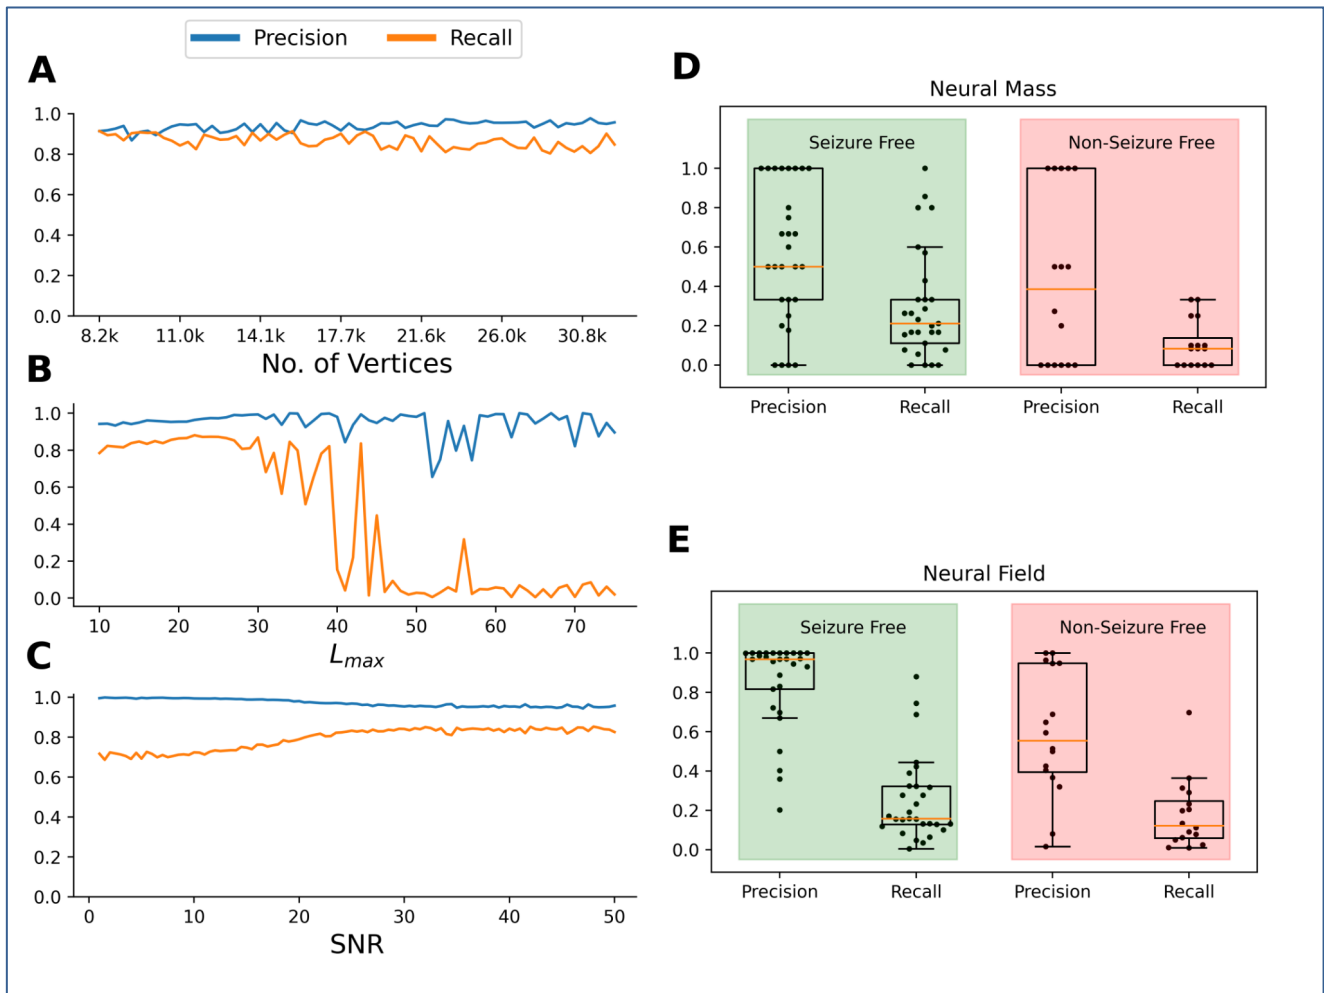 Precision Recall
A
1.0
0.8
0.6
0.4
0.2
0.0
8.2k 11.0k 14.1k 17.7k 21.6k 26.0k 30.8k
No. of Vertices
B
1.0
0.8
0.6
0.4
0.2
0.0
10 20 30 40 50 60 70
L_max
C
1.0
0.8
0.6
0.4
0.2
0.0
0 10 20 30 40 50
SNR
D
Neural Mass
Seizure Free Non-Seizure Free
1.0
0.8
0.6
0.4
0.2
0.0
Precision Recall Precision Recall
E
Neural Field
Seizure Free Non-Seizure Free
1.0
0.8
0.6
0.4
0.2
0.0
Precision Recall Precision Recall